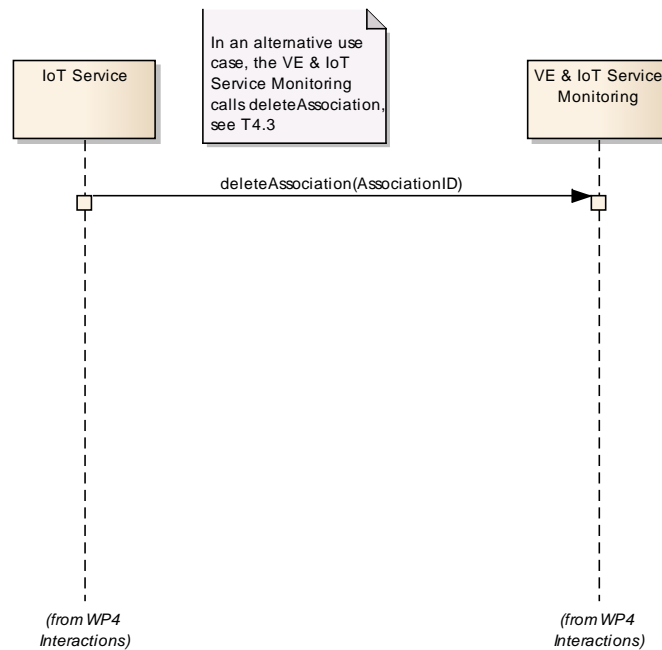 In an alternative use
case, the VE & IoT
Service Monitoring
calls deleteAssociation,
see T4.3
IoT Service
VE & IoT Service
Monitoring
deleteAssociation(AssociationID)
(from WP4
Interactions)
(from WP4
Interactions)